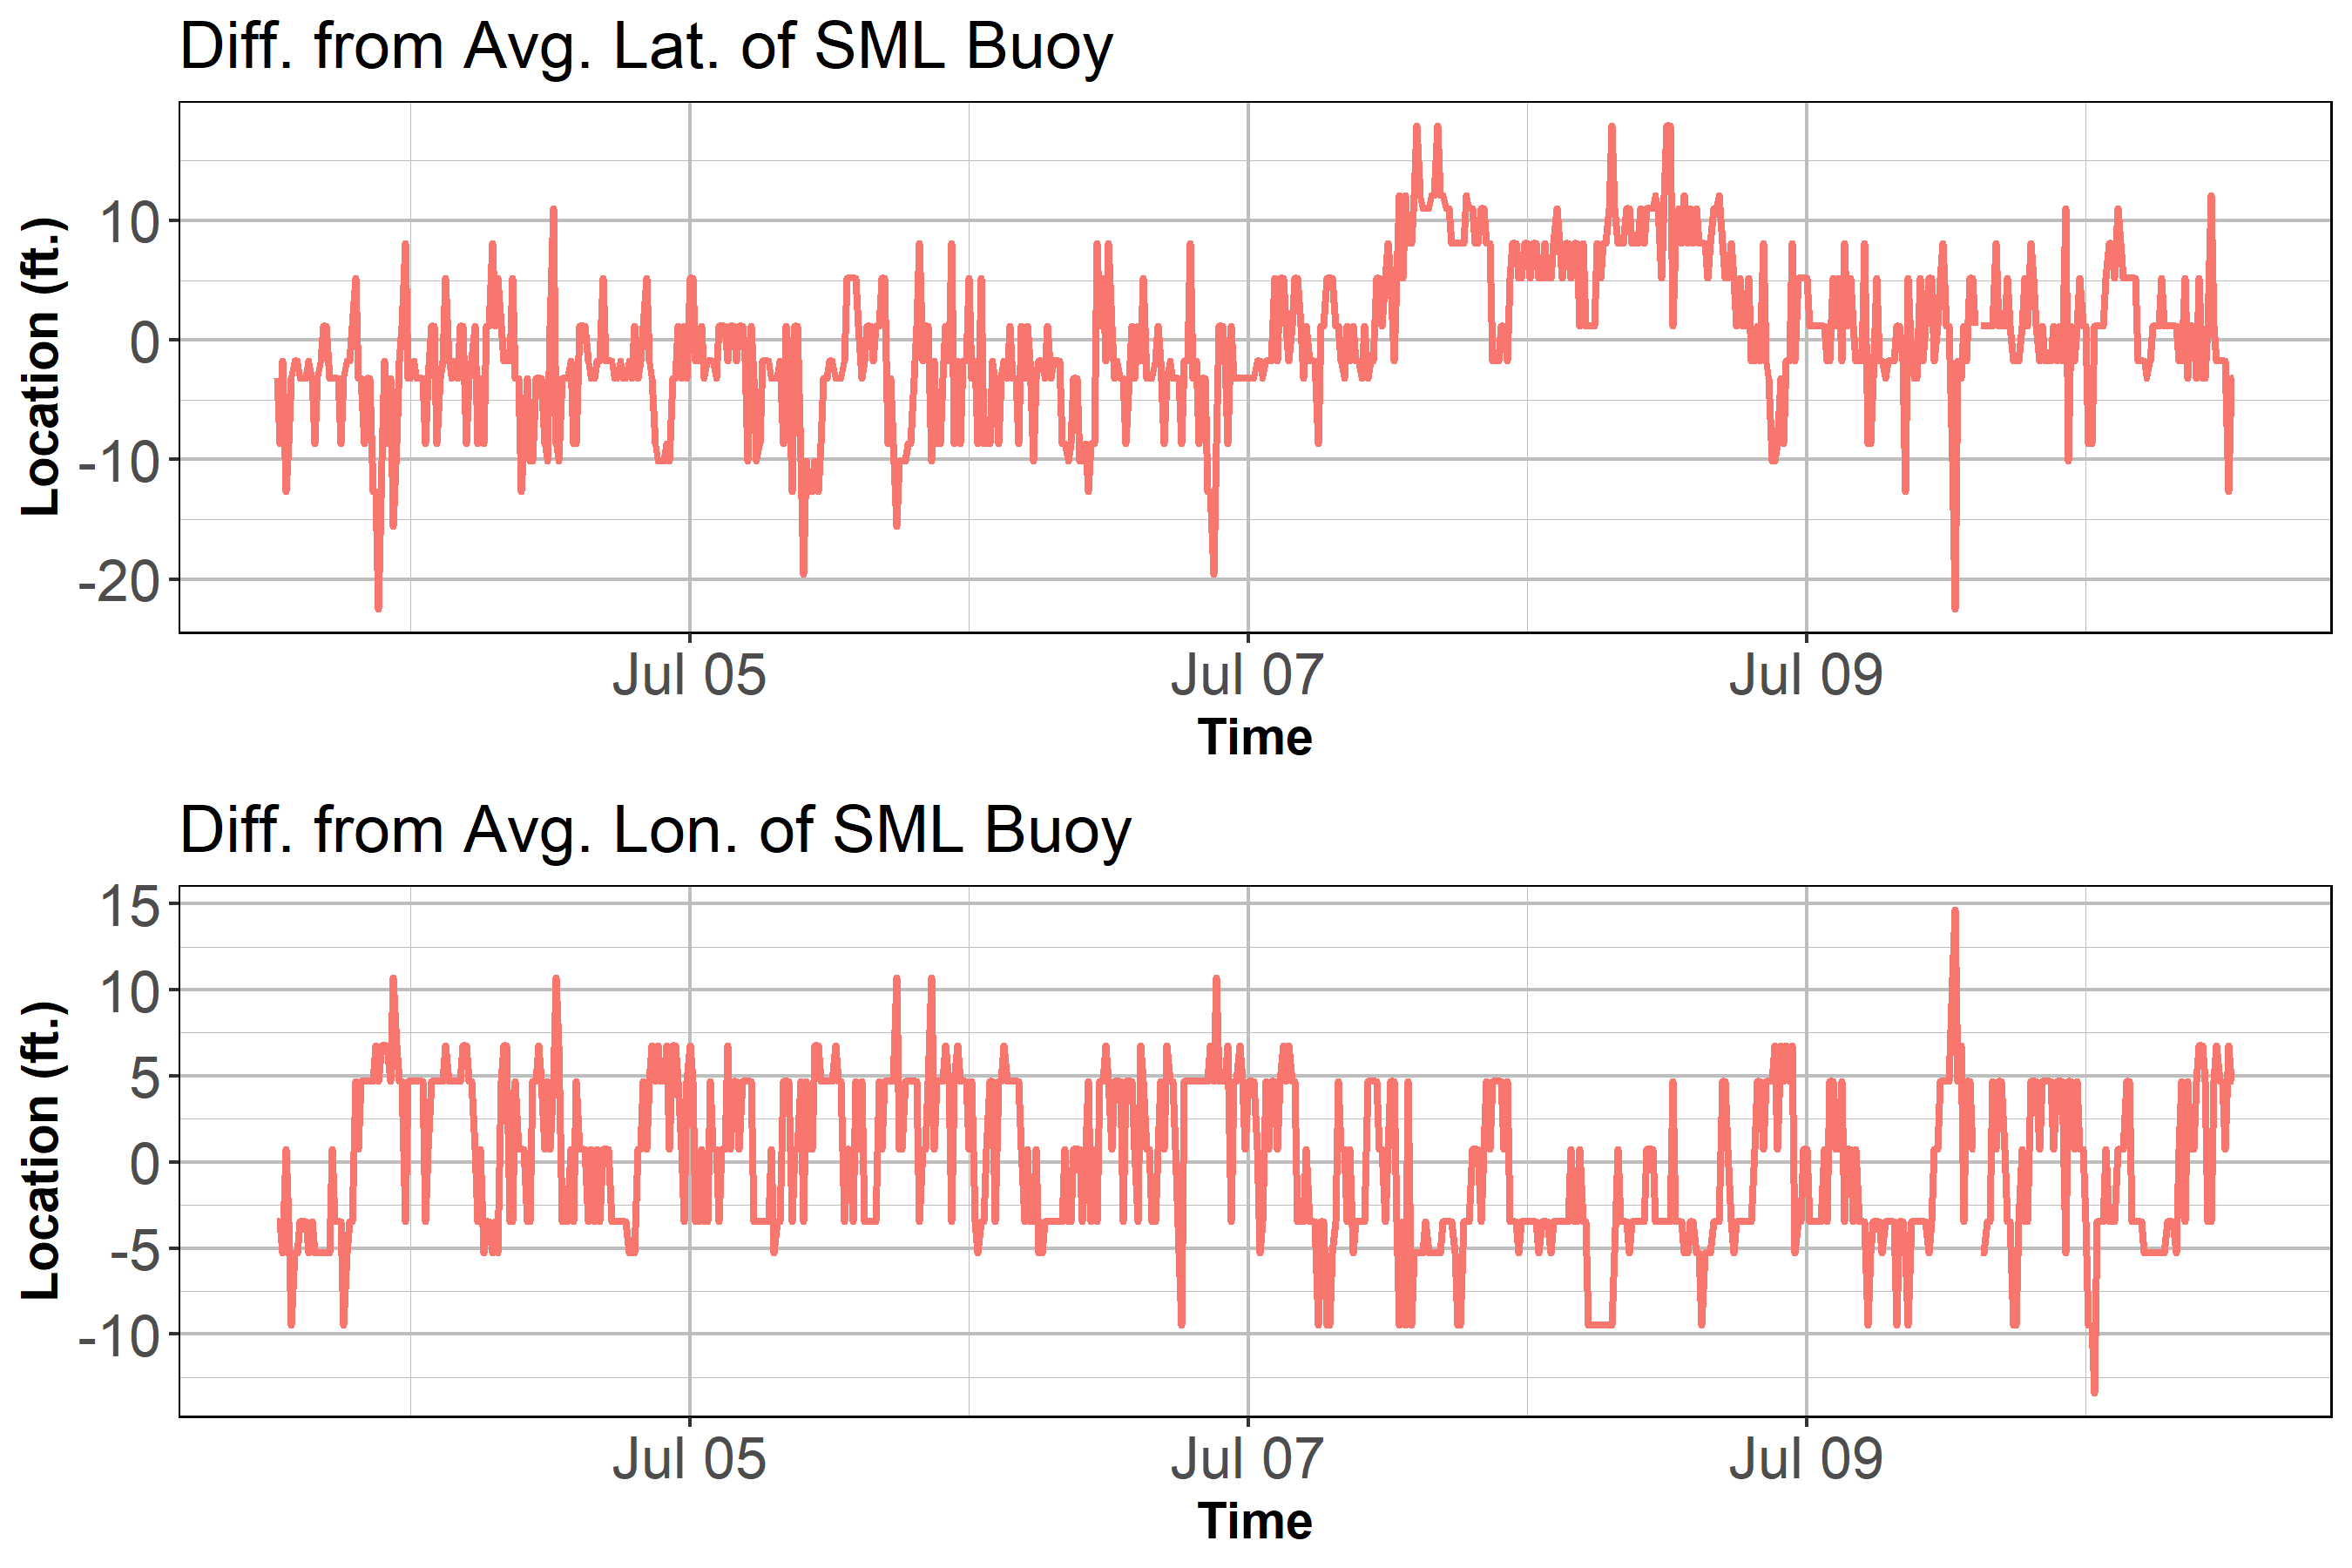 Diff. from Avg. Lat. of SML Buoy
Location (ft.)
10
0
-10
-20
Jul 05 Jul 07 Jul 09
Time
Diff. from Avg. Lon. of SML Buoy
Location (ft.)
15
10
5
0
-5
-10
Jul 05 Jul 07 Jul 09
Time